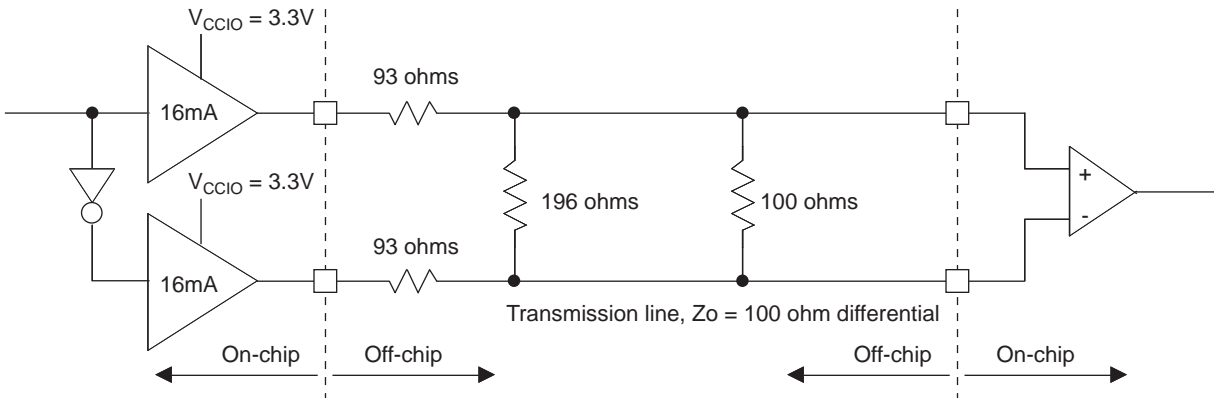 VCCIO = 3.3V
93 ohms
16mA
VCCIO = 3.3V
196 ohms
100 ohms
+
-
93 ohms
16mA
Transmission line, Zo = 100 ohm differential
On-chip
Off-chip
Off-chip
On-chip